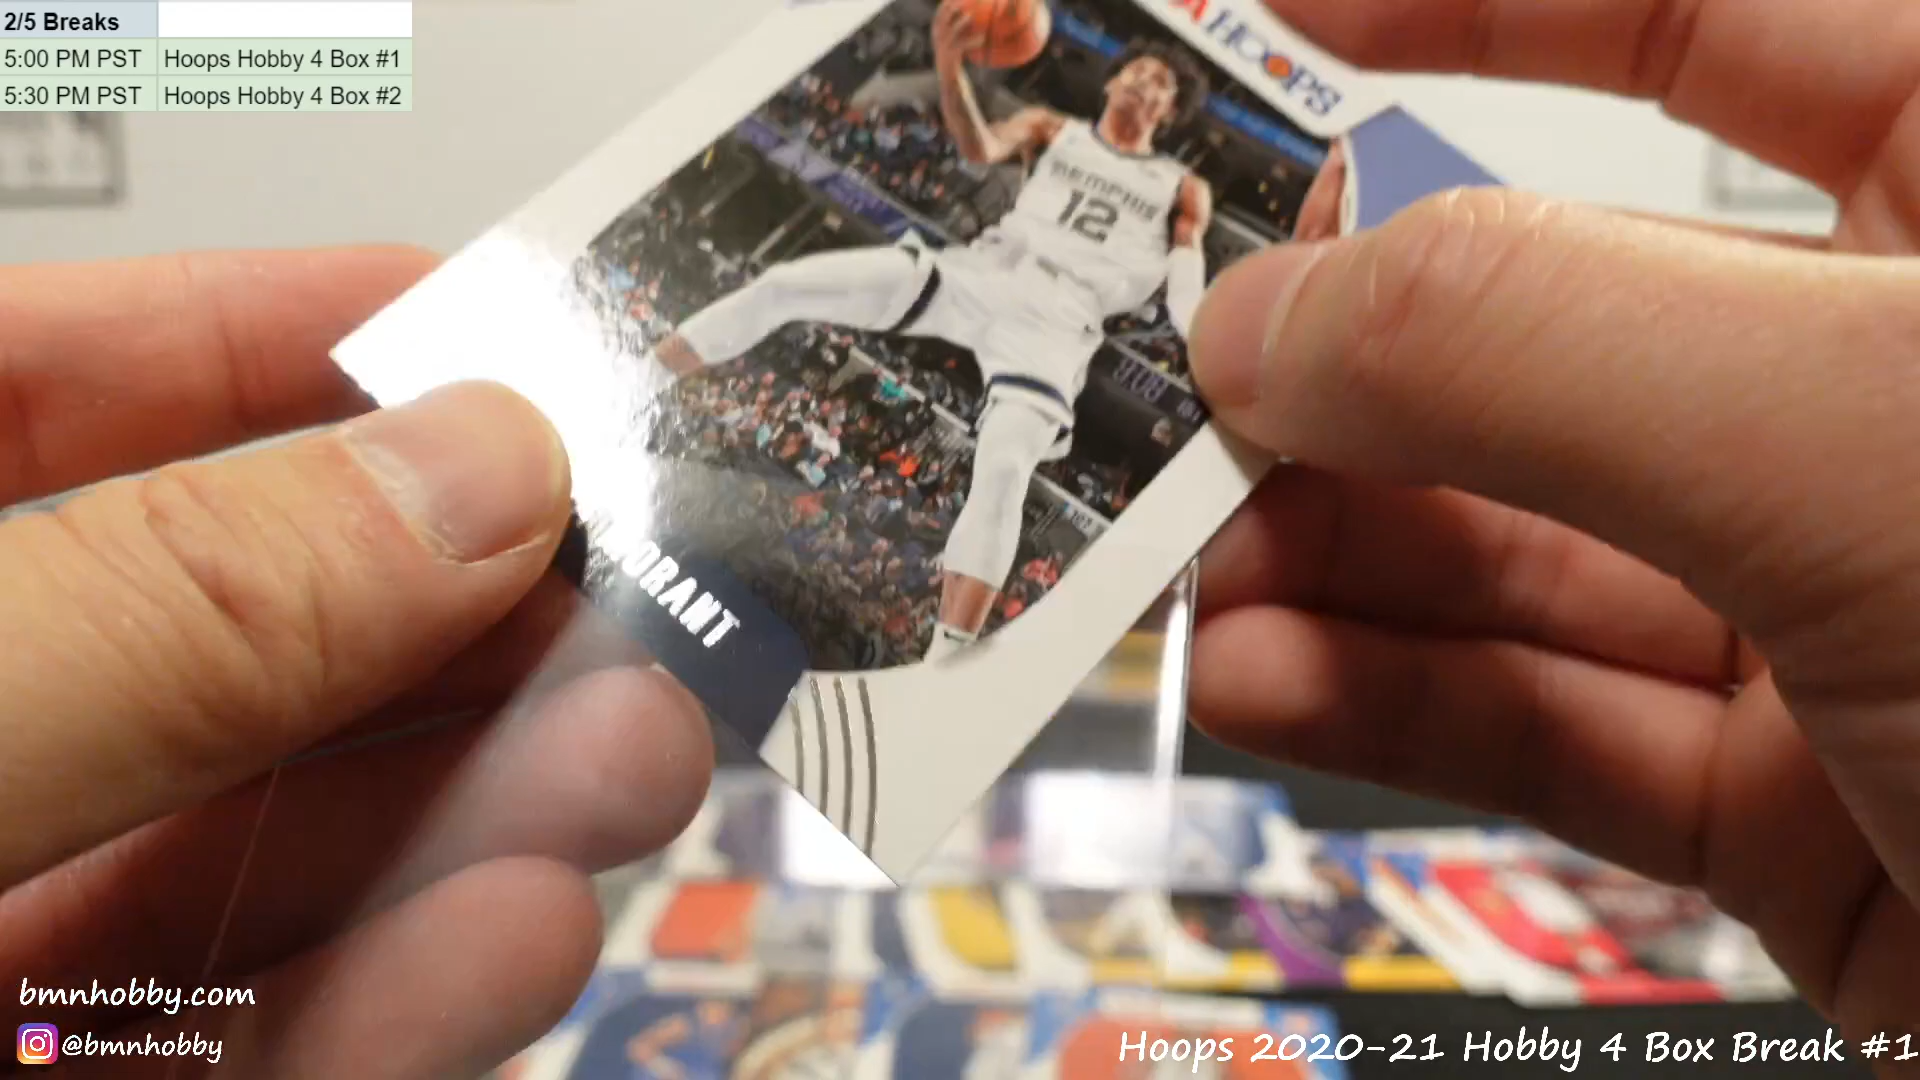 2/5 Breaks
5:00 PM PST Hoops Hobby 4 Box #1
5:30 PM PST Hoops Hobby 4 Box #2
HOOPS
MEMPHIS
12
MORANT
bmnhobby.com
@bmnhobby
Hoops 2020-21 Hobby 4 Box Break #1